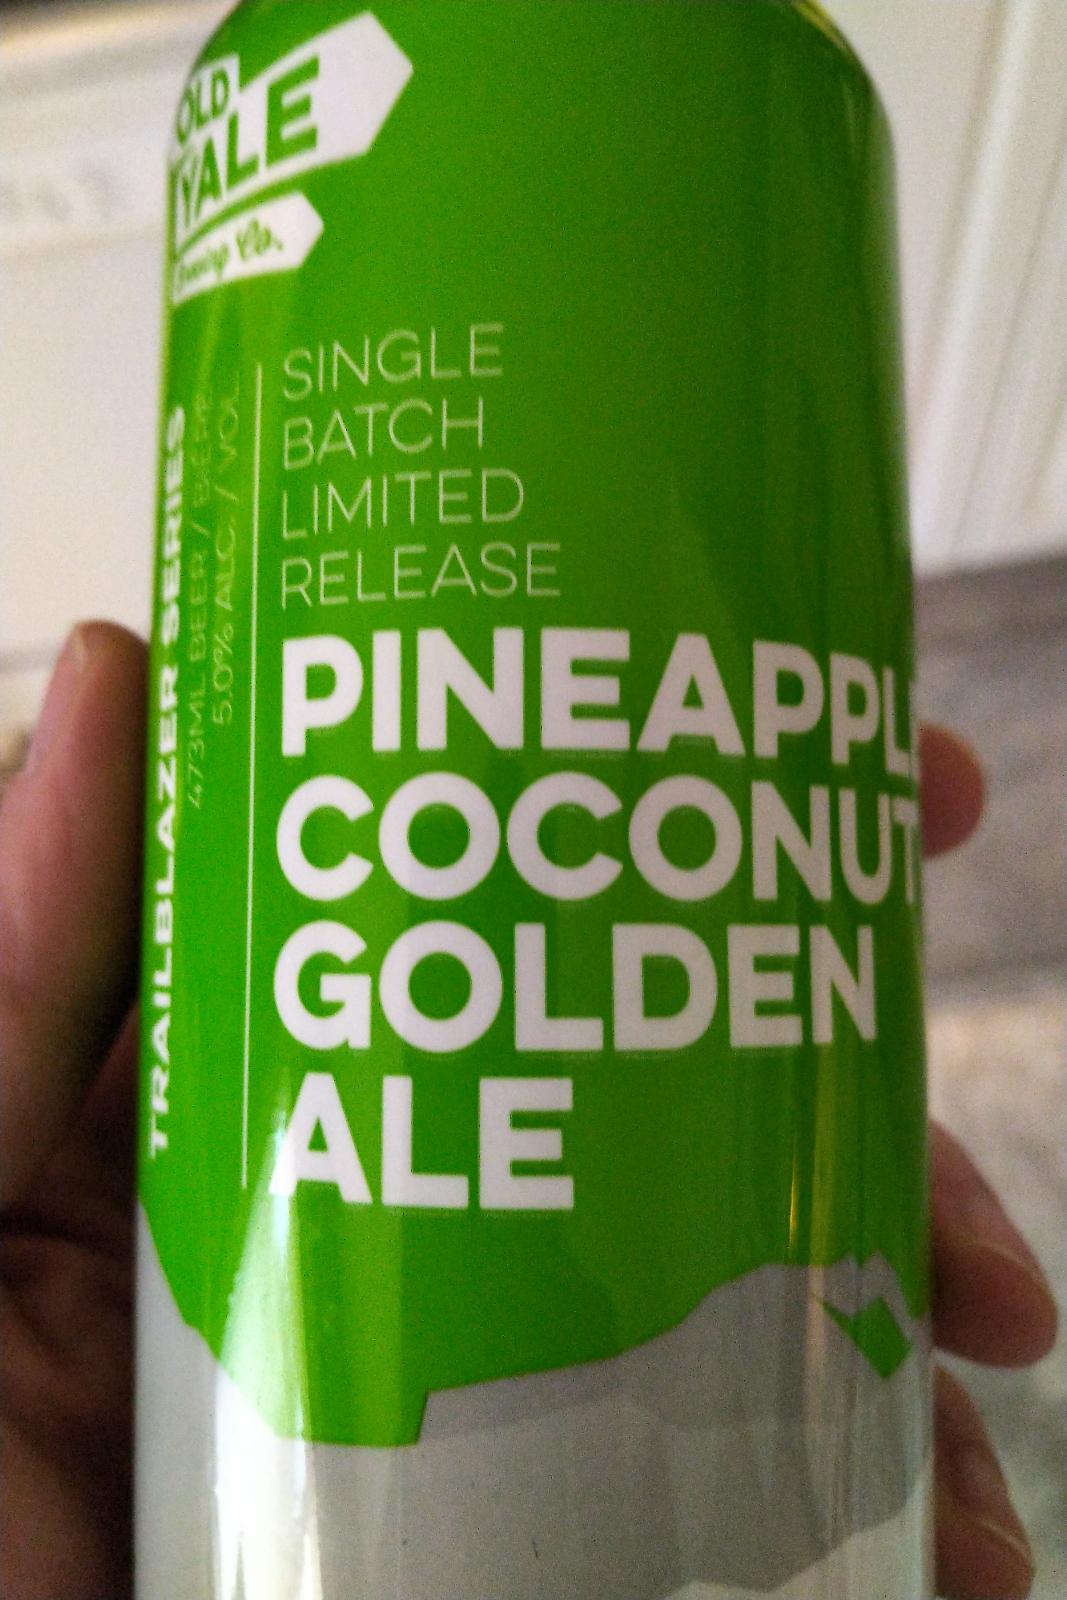 OLD
YALE
Brewing Co.
SINGLE
BATCH
LIMITED
RELEASE
PINEAPPL
COCONUT
GOLDEN
ALE
TRAILBLAZER SERIES
473ML BEER / BIÈRE
5.0% ALC. / VOL.